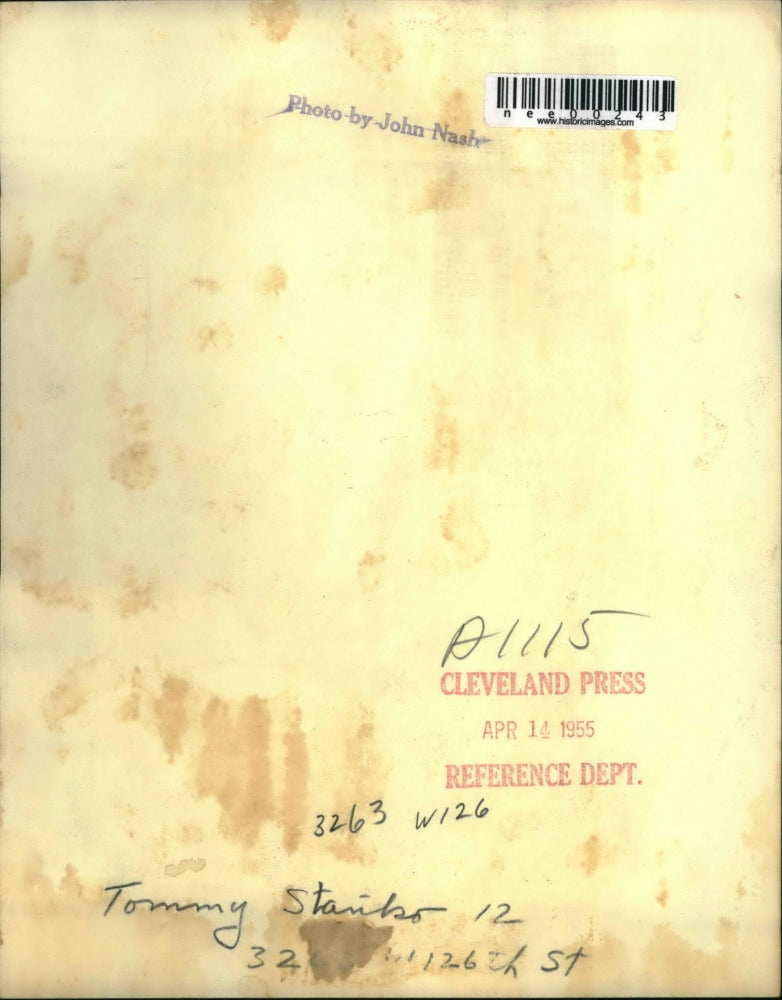 Photo by John Nash
nee00243
www.historicimages.com
A1115
CLEVELAND PRESS
APR 14 1955
REFERENCE DEPT.
3263 W126
Tommy 12
126th St